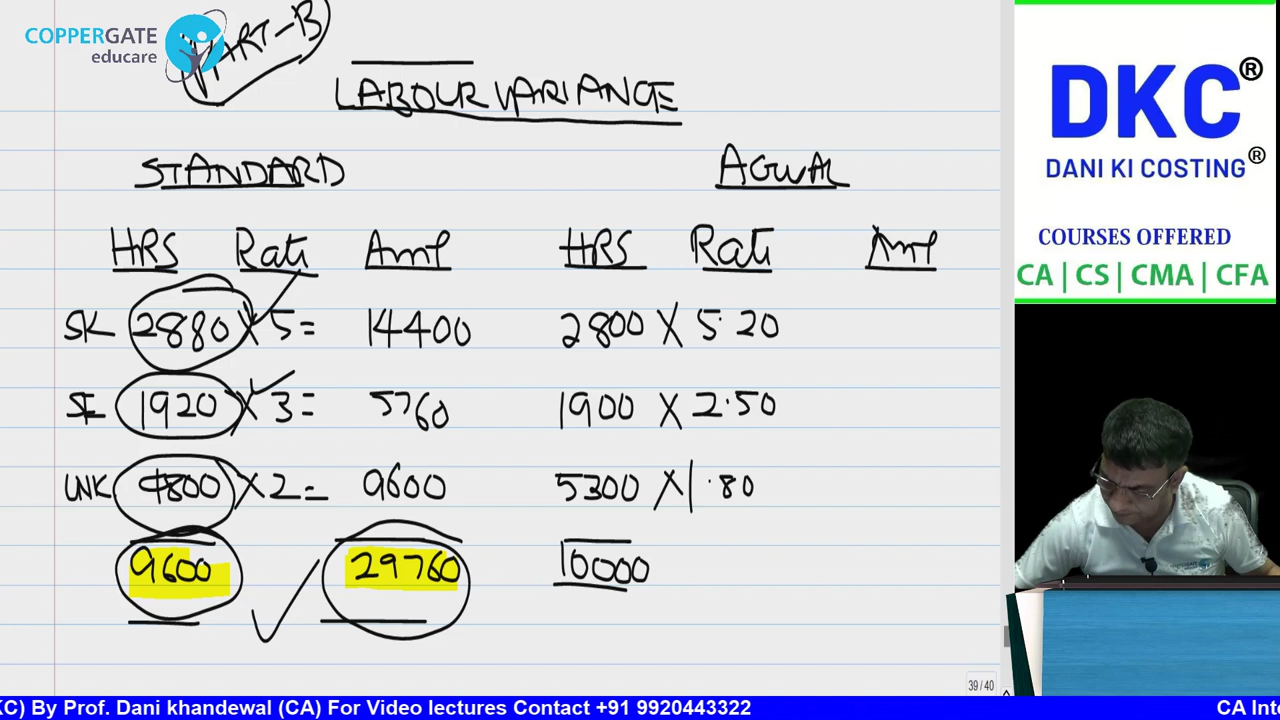 COPPERGATE
educare
PART-B
LABOUR VARIANCE
STANDARD ACTUAL
HRS Rate Amt HRS Rate Amt
SK 2880 X 5 = 14400 2800 X 5.20
SE 1920 X 3 = 5760 1900 X 2.50
UNK 4800 X 2 = 9600 5300 X 1.80
9600 29760 10000
39/40
DKC®
DANI KI COSTING®
COURSES OFFERED
CA | CS | CMA | CFA
KC) By Prof. Dani khandewal (CA) For Video lectures Contact +91 9920443322 CA Inte